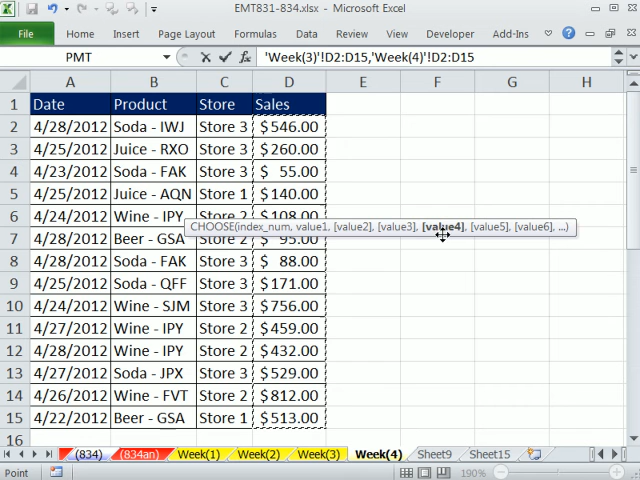 EMT831-834.xlsx - Microsoft Excel
File Home Insert Page Layout Formulas Data Review View Developer Add-Ins
PMT 'Week(3)'!D2:D15,'Week(4)'!D2:D15
A B C D E F G H
1 Date Product Store Sales
2 4/28/2012 Soda - IWJ Store 3 $546.00
3 4/25/2012 Juice - RXO Store 3 $260.00
4 4/23/2012 Soda - FAK Store 3 $ 55.00
5 4/25/2012 Juice - AQN Store 1 $140.00
6 4/24/2012 Wine - IPY Store 2 $108.00
CHOOSE(index_num, value1, [value2], [value3], [value4], [value5], [value6], ...)
7 4/28/2012 Beer - GSA Store 2 $ 95.00
8 4/28/2012 Soda - FAK Store 3 $ 88.00
9 4/25/2012 Soda - QFF Store 3 $171.00
10 4/24/2012 Wine - SJM Store 3 $756.00
11 4/27/2012 Wine - IPY Store 2 $459.00
12 4/28/2012 Wine - IPY Store 2 $432.00
13 4/27/2012 Soda - JPX Store 3 $529.00
14 4/26/2012 Wine - FVT Store 2 $812.00
15 4/22/2012 Beer - GSA Store 1 $513.00
16
(834) (834an) Week(1) Week(2) Week(3) Week(4) Sheet9 Sheet15
Point 190%